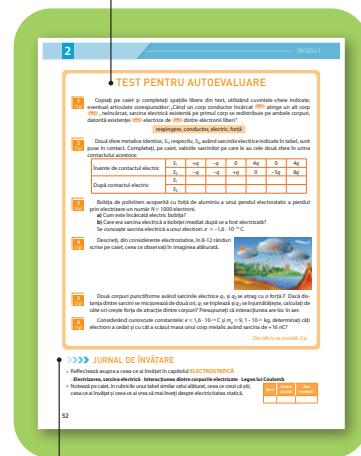 2
UNITATEA 2
TEST PENTRU AUTOEVALUARE
1
Copiați pe caiet și completați spațiile libere din text, utilizând cuvintele-cheie indicate,
eventual articulate corespunzător: „Când un corp conductor încărcat atinge un alt corp
, neîncărcat, sarcina electrică existentă pe primul corp se redistribuie pe ambele corpuri,
datorită existenței electrice de dintre electronii liberi.”
respingere, conductor, electric, forță
2
Două sfere metalice identice, S₁, respectiv, S₂, având sarcinile electrice indicate în tabel, sunt
puse în contact. Completați, pe caiet, valorile sarcinilor pe care le au cele două sfere în urma
contactului acestora:
Înainte de contactul electric S₁ +q –q 0 4q 0 4q
S₂ –q –q +q 0 –5q 8q
După contactul electric S₁
S₂
3
Bobița de polistiren acoperită cu folie de aluminiu a unui pendul electrostatic a pierdut
prin electrizare un număr N = 1000 electroni.
a) Cum este încărcată electric bobița?
b) Care era sarcina electrică a bobiței imediat după ce a fost electrizată?
Se cunoaște sarcina electrică a unui electron: e⁻ = –1,6 · 10⁻¹⁹ C.
4
Descrieți, din considerente electrostatice, în 8-12 rânduri
scrise pe caiet, ceea ce observați în imaginea alăturată.
5
Două corpuri punctiforme având sarcinile electrice q₁ și q₂ se atrag cu o forță F. Dacă dis-
tanța dintre sarcini se micșorează de două ori, q₁ se triplează și q₂ se înjumătățește, calculați de
câte ori crește forța de atracție dintre corpuri? Presupuneți că interacțiunea are loc în aer.
6
Considerând cunoscute constantele: e = 1,6 · 10⁻¹⁹ C și mₑ = 9,1 · 10⁻³¹ kg, determinați câți
electroni a cedat și cu cât a scăzut masa unui corp metalic având sarcina de +16 nC?
Din oficiu se acordă: 2 p.
JURNAL DE ÎNVĂȚARE
Reflectează asupra a ceea ce ai învățat în capitolul ELECTROSTATICĂ
Electrizarea, sarcina electrică · Interacțiunea dintre corpurile electrizate · Legea lui Coulomb
Notează pe caiet, în rubricile unui tabel similar celui alăturat, ceea ce crezi că știi,
ceea ce ai învățat și ceea ce ai vrea să mai înveți despre electricitatea statică.
52